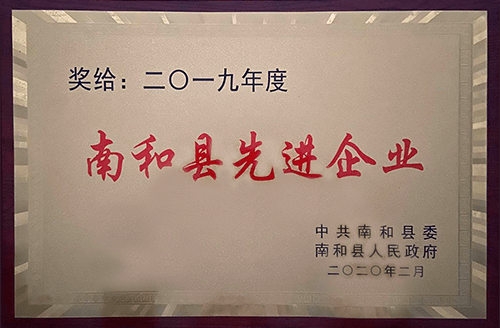 奖给：二〇一九年度
南和县先进企业
中共南和县委
南和县人民政府
二〇二〇年二月